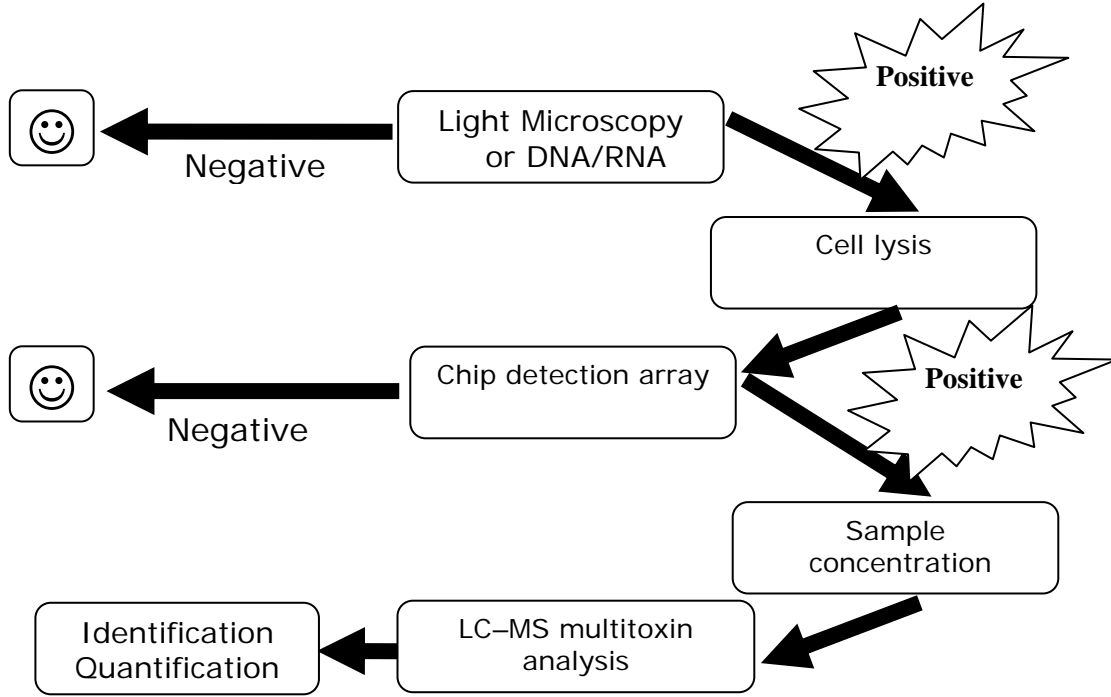 Positive
Light Microscopy
or DNA/RNA
Negative
Cell lysis
Positive
Chip detection array
Negative
Sample
concentration
LC–MS multitoxin
analysis
Identification
Quantification